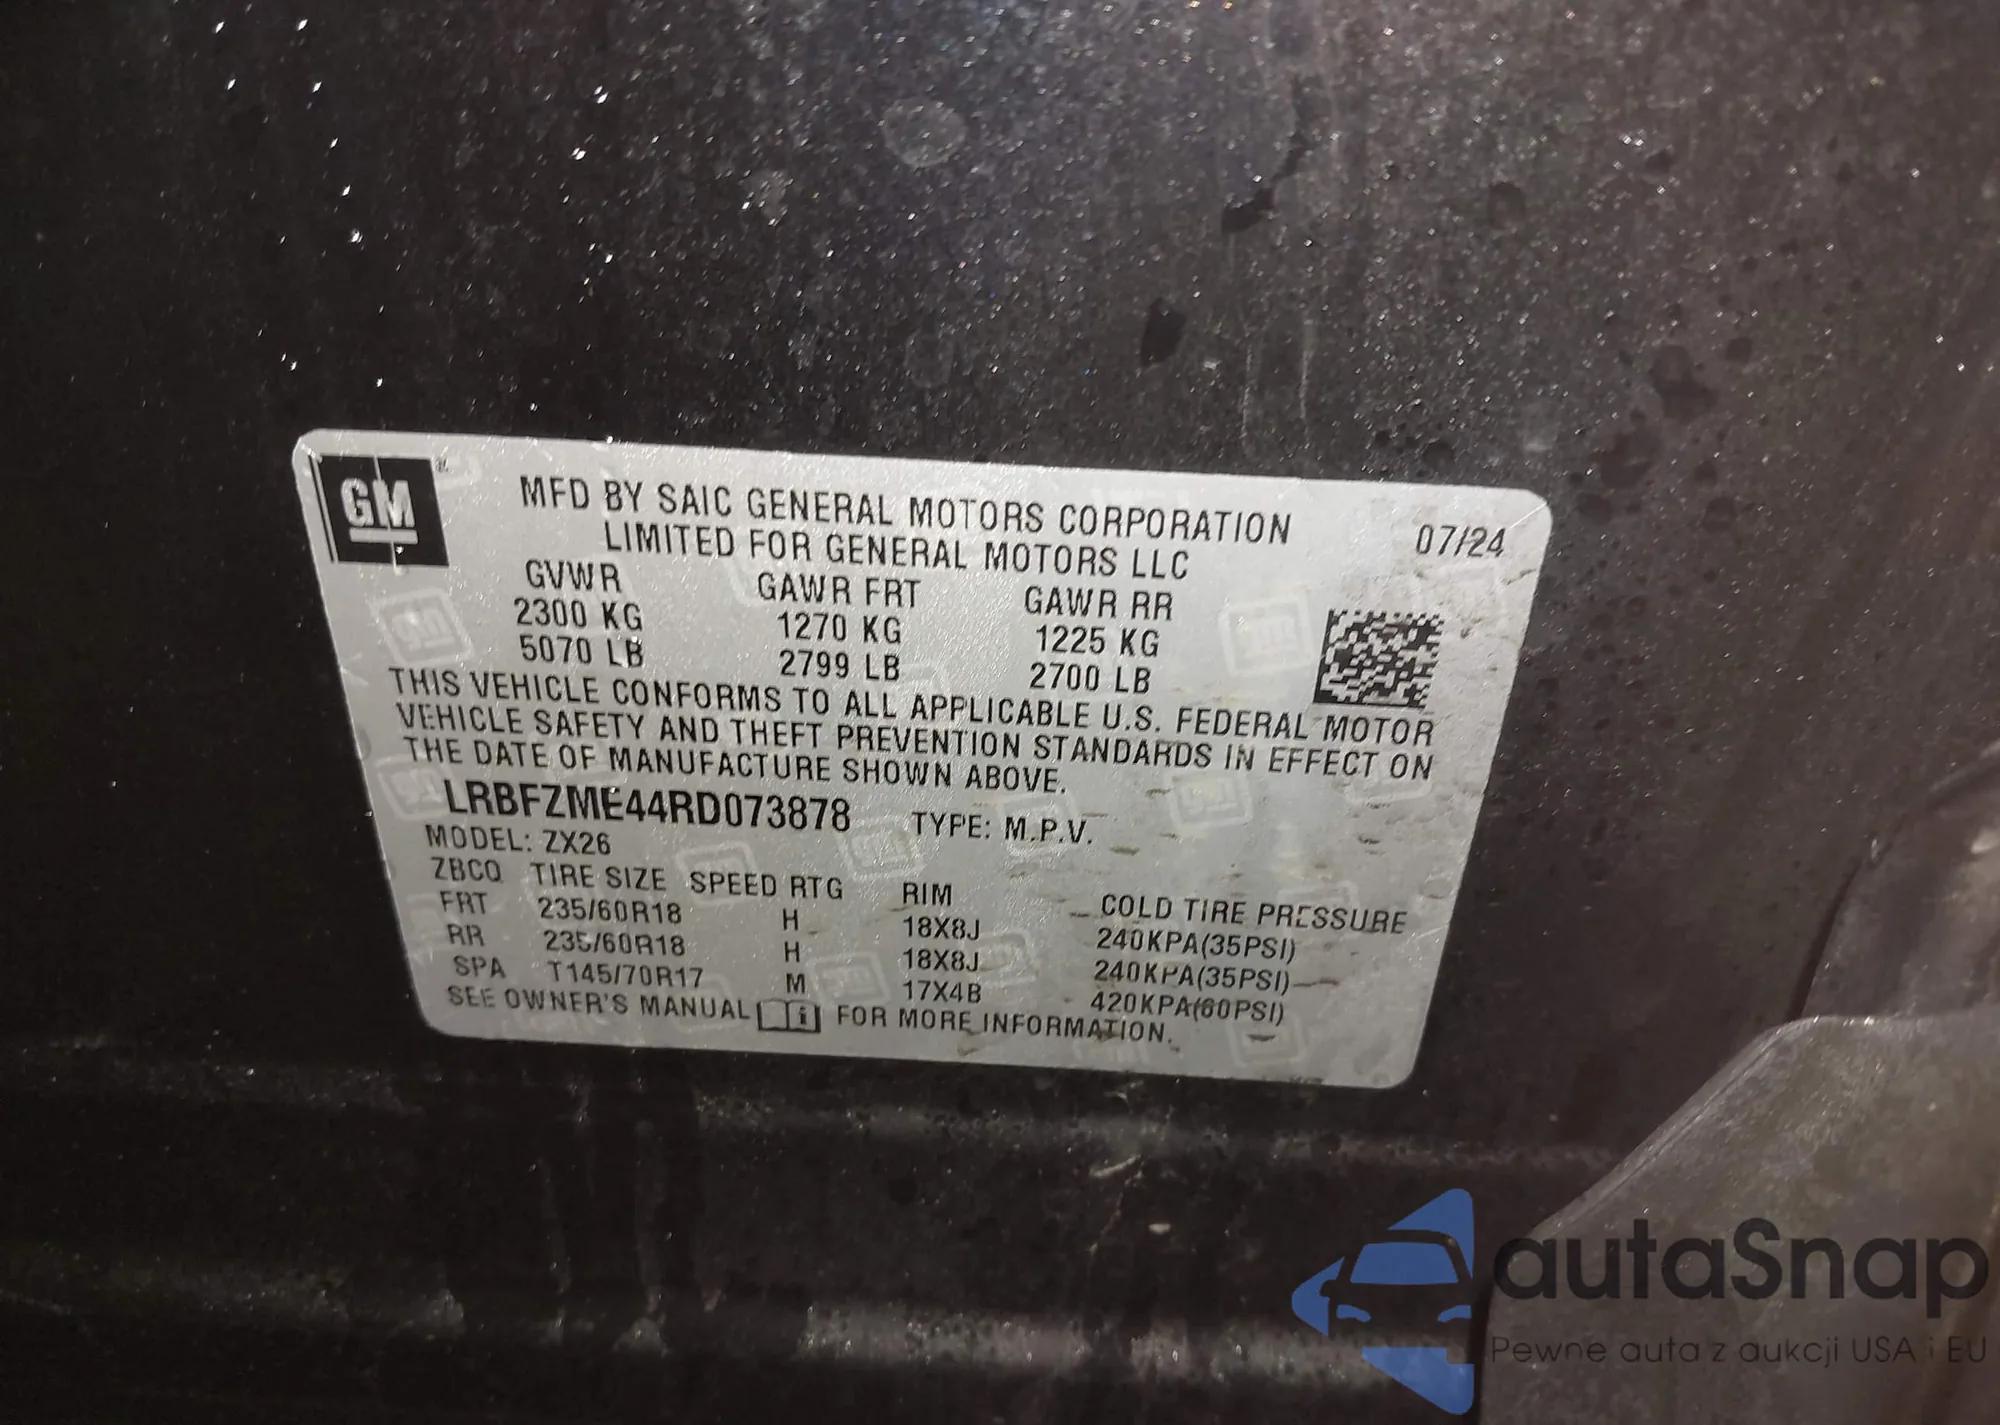 GM
MFD BY SAIC GENERAL MOTORS CORPORATION
LIMITED FOR GENERAL MOTORS LLC
07/24
GVWR GAWR FRT GAWR RR
2300 KG 1270 KG 1225 KG
5070 LB 2799 LB 2700 LB
THIS VEHICLE CONFORMS TO ALL APPLICABLE U.S. FEDERAL MOTOR
VEHICLE SAFETY AND THEFT PREVENTION STANDARDS IN EFFECT ON
THE DATE OF MANUFACTURE SHOWN ABOVE.
LRBFZME44RD073878 TYPE: M.P.V.
MODEL: ZX26
ZBCQ TIRE SIZE SPEED RTG RIM COLD TIRE PRESSURE
FRT 235/60R18 H 18X8J 240KPA(35PSI)
RR 235/60R18 H 18X8J 240KPA(35PSI)
SPA T145/70R17 M 17X4B 420KPA(60PSI)
SEE OWNER'S MANUAL FOR MORE INFORMATION.
autaSnap
Pewne auta z aukcji USA i EU